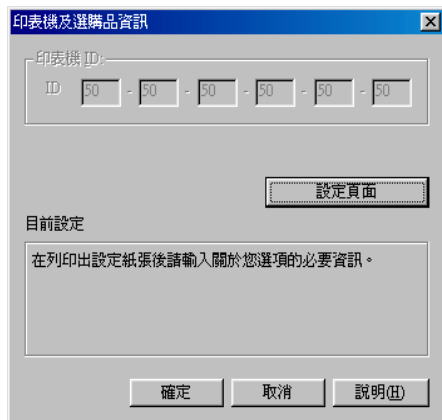 印表機及選購品資訊
印表機 ID:
ID 50 - 50 - 50 - 50 - 50 - 50
設定頁面
目前設定
在列印出設定紙張後請輸入關於您選項的必要資訊。
確定 取消 說明(H)